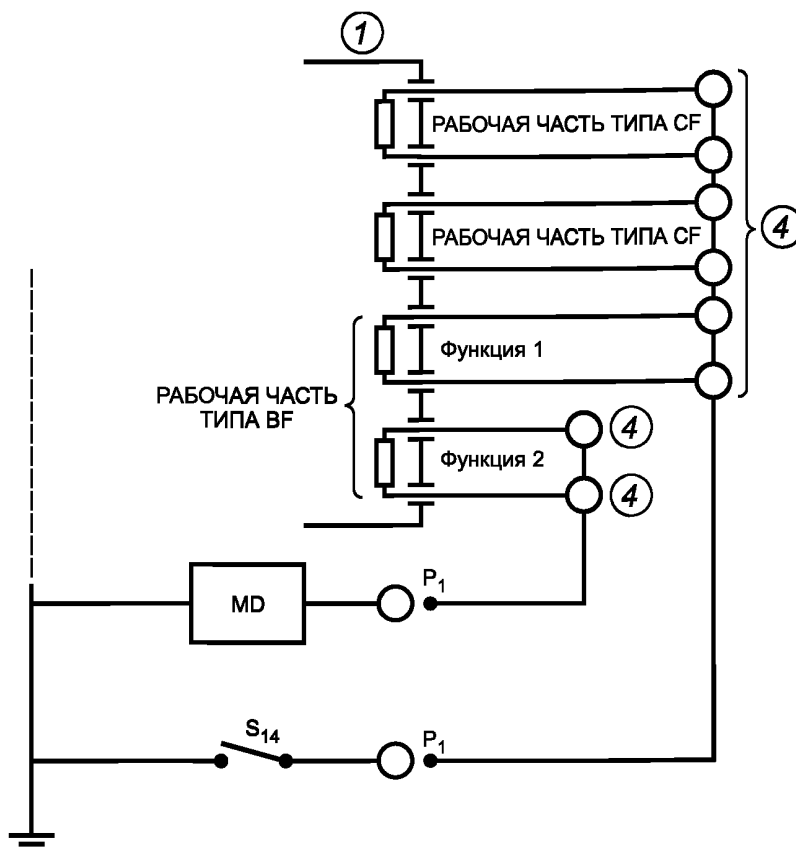 1
РАБОЧАЯ ЧАСТЬ ТИПА CF
РАБОЧАЯ ЧАСТЬ ТИПА CF
4
Функция 1
РАБОЧАЯ ЧАСТЬ
ТИПА BF
4
Функция 2
4
P1
MD
S14
P1